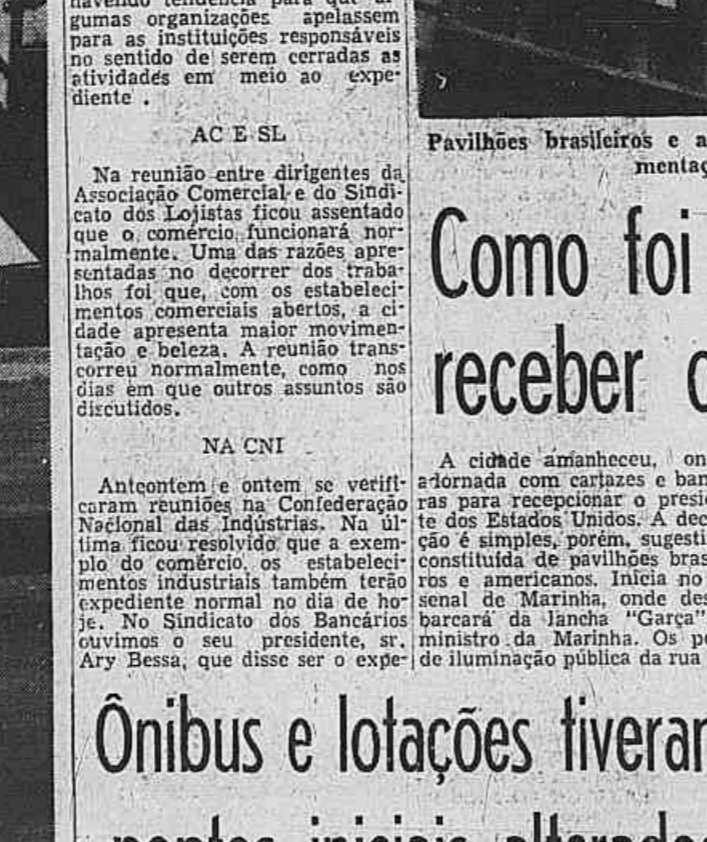 gumas organizações apelassem
para as instituições responsáveis
no sentido de serem cerradas as
atividades em meio ao expe-
diente .
AC E SL
Na reunião entre dirigentes da
Associação Comercial e do Sindi-
cato dos Lojistas ficou assentado
que o comércio funcionará nor-
malmente. Uma das razões apre-
sentadas no decorrer dos traba-
lhos foi que, com os estabeleci-
mentos comerciais abertos, a ci-
dade apresenta maior movimen-
tação e beleza. A reunião trans-
correu normalmente, como nos
dias em que outros assuntos são
discutidos.
NA CNI
Anteontem e ontem se verifi-
caram reuniões na Confederação
Nacional das Indústrias. Na úl-
tima ficou resolvido que a exem-
plo do comércio, os estabeleci-
mentos industriais também terão
expediente normal no dia de ho-
je. No Sindicato dos Bancários
ouvimos o seu presidente, sr.
Ary Bessa, que disse ser o expe-
Pavilhões brasileiros e a
mentaç
Como foi
receber
A cidade amanheceu, on
adornada com cartazes e ban
ras para recepcionar o presi
te dos Estados Unidos. A dec
ção é simples, porém, sugesti
constituída de pavilhões bras
ros e americanos. Inicia no
senal de Marinha, onde des
barcará da lancha "Garça"
ministro da Marinha. Os po
de iluminação pública da rua
Ônibus e lotações tiveram
pontos iniciais alterados